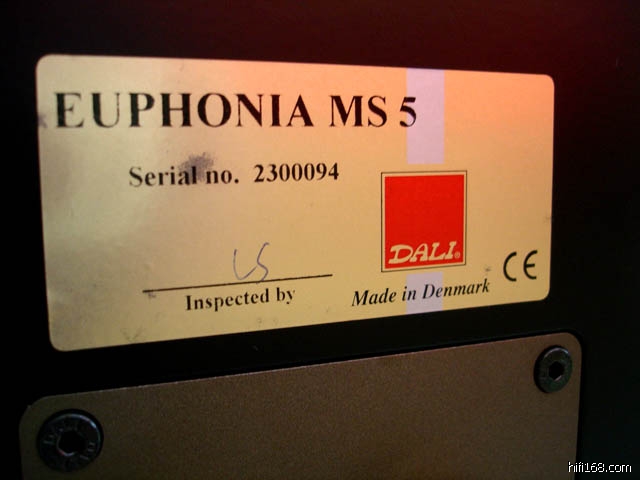 EUPHONIA MS 5
Serial no. 2300094
DALI®
Inspected by
Made in Denmark
CE
hifi168.com